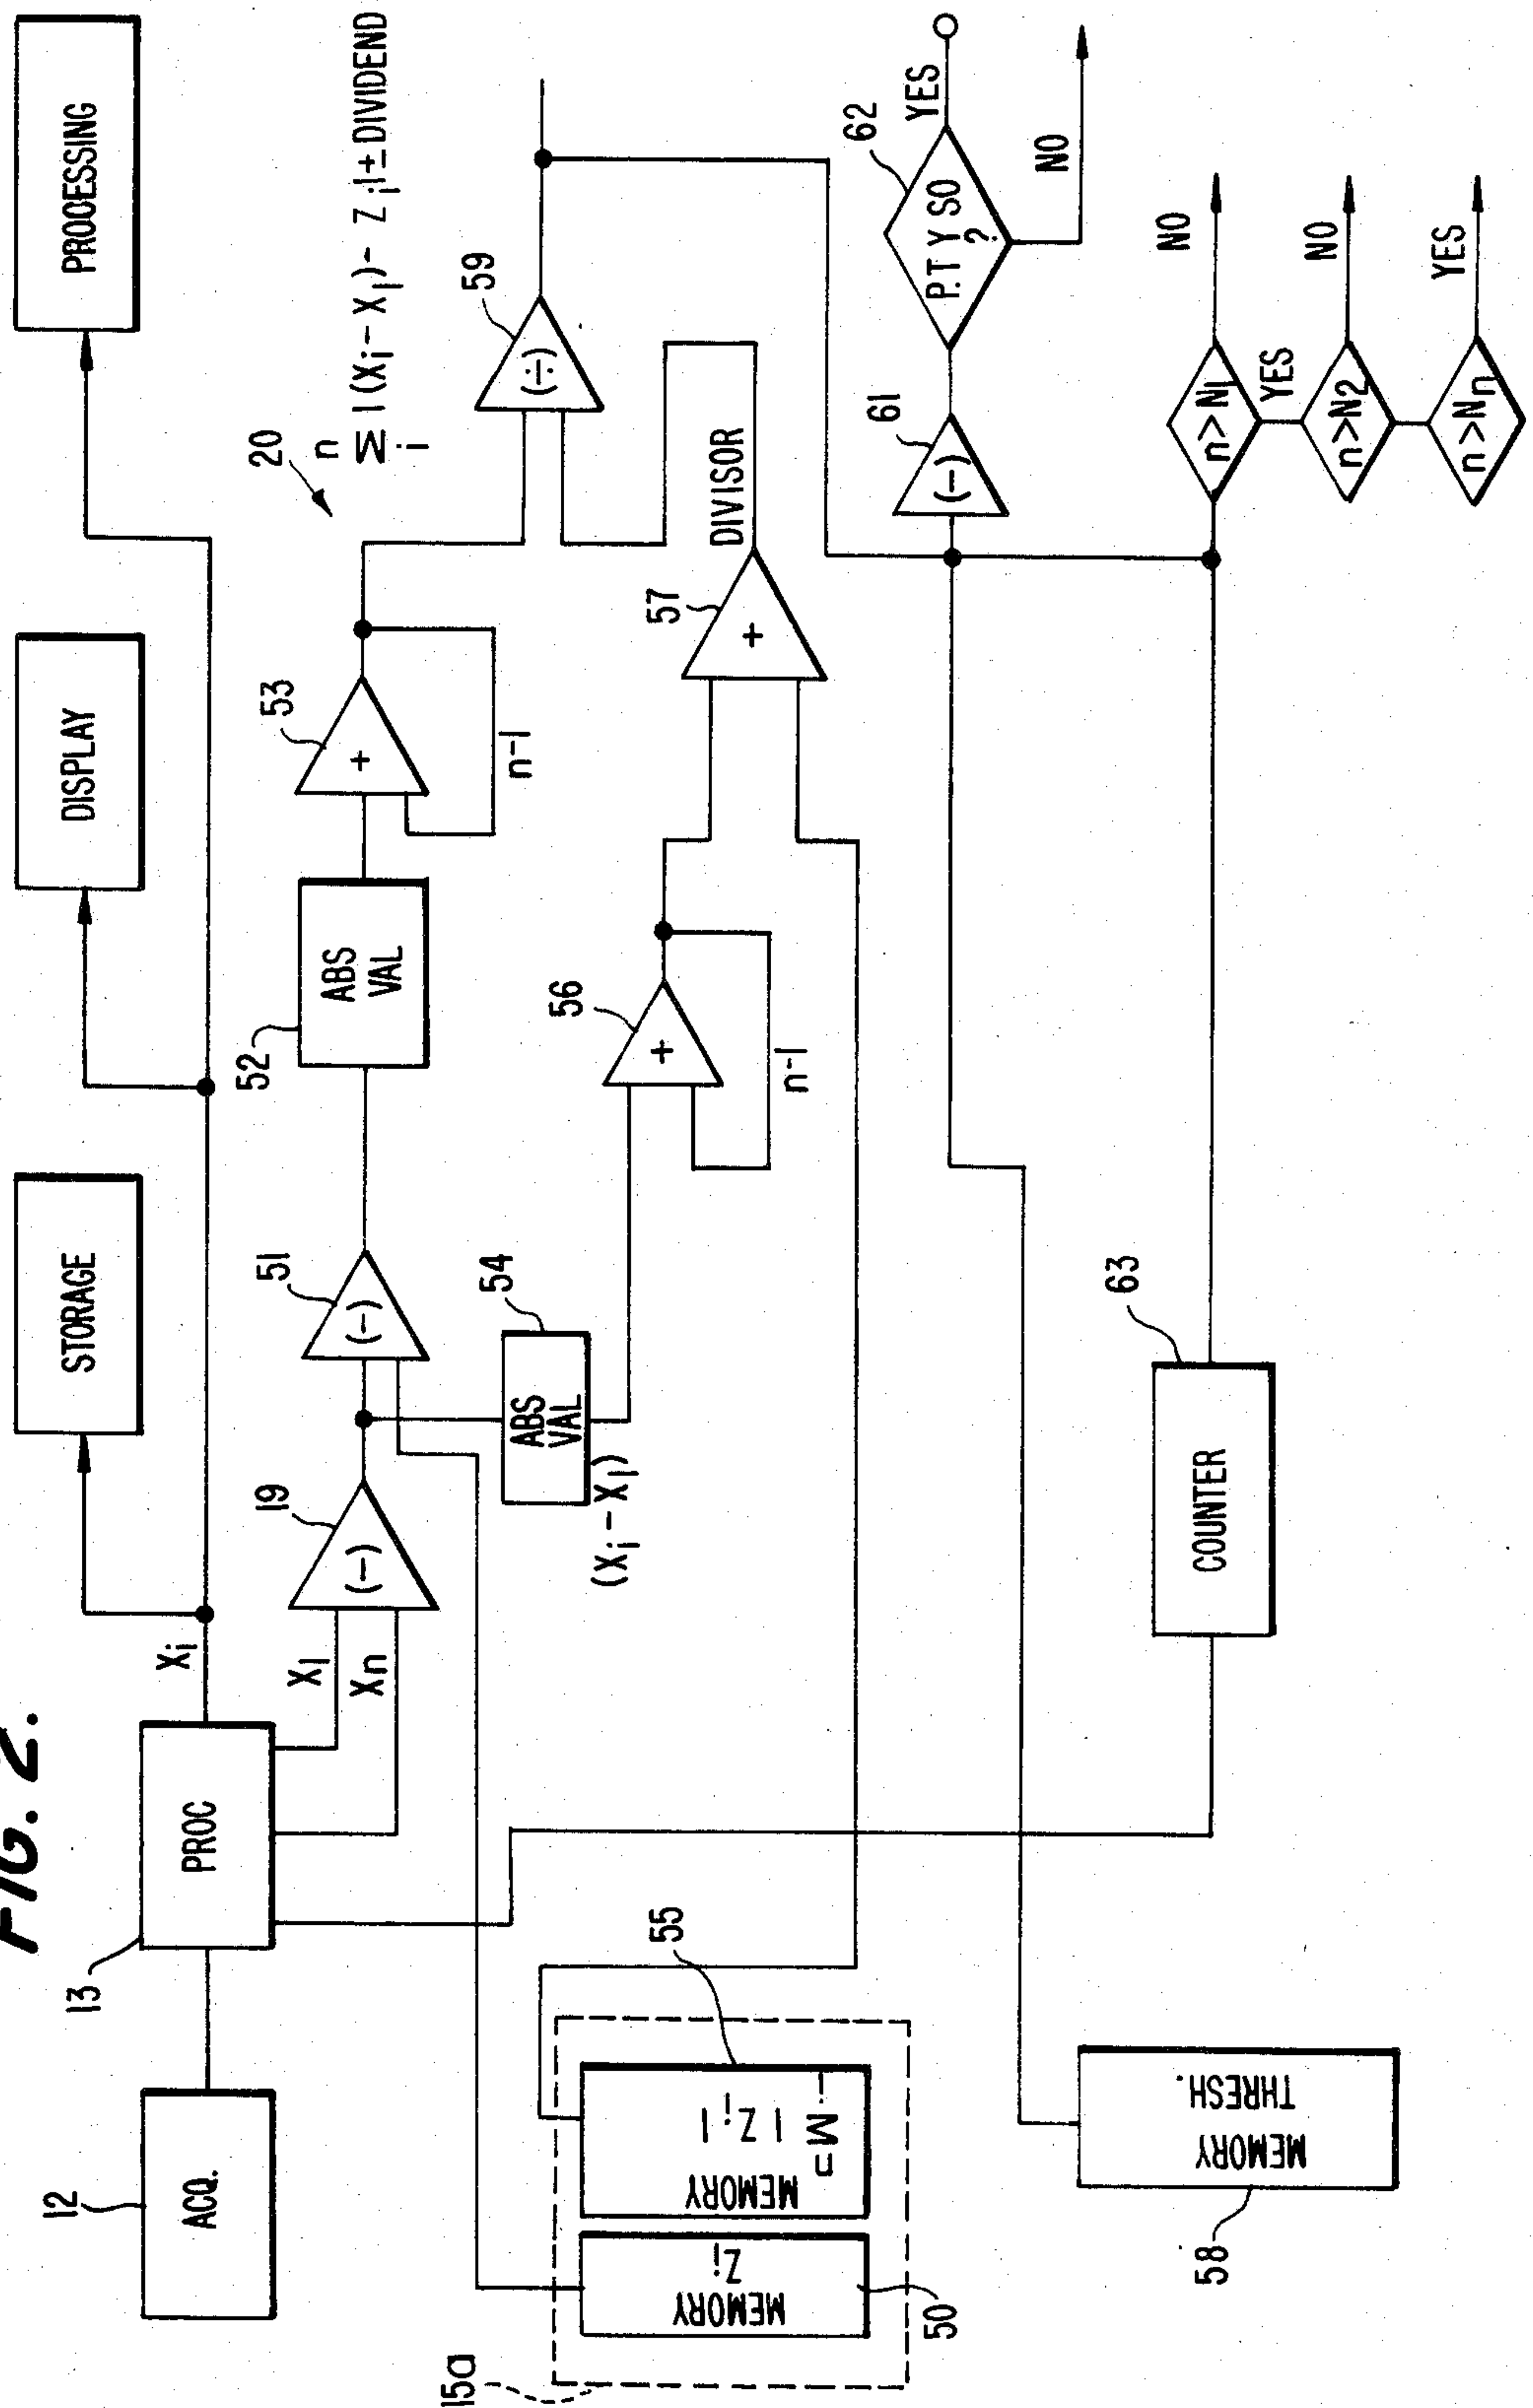 FIG. 2.
12
ACQ.
13
PROC
Xi
STORAGE
DISPLAY
PROCESSING
X1
Xn
19
(-)
51
(-)
52
ABS
VAL
53
+
n-1
20
n
Σ |(Xi-X1)-Zi|± DIVIDEND
i
54
ABS
VAL
(Xi-X1)
56
+
n-1
57
+
DIVISOR
59
(÷)
15a
50
MEMORY
Zi
55
MEMORY
|Zi|
n
Σ
i
58
MEMORY
THRESH.
61
(-)
62
P.T Y SO
?
YES
NO
63
COUNTER
n>N1
NO
YES
n>N2
NO
n>Nn
YES